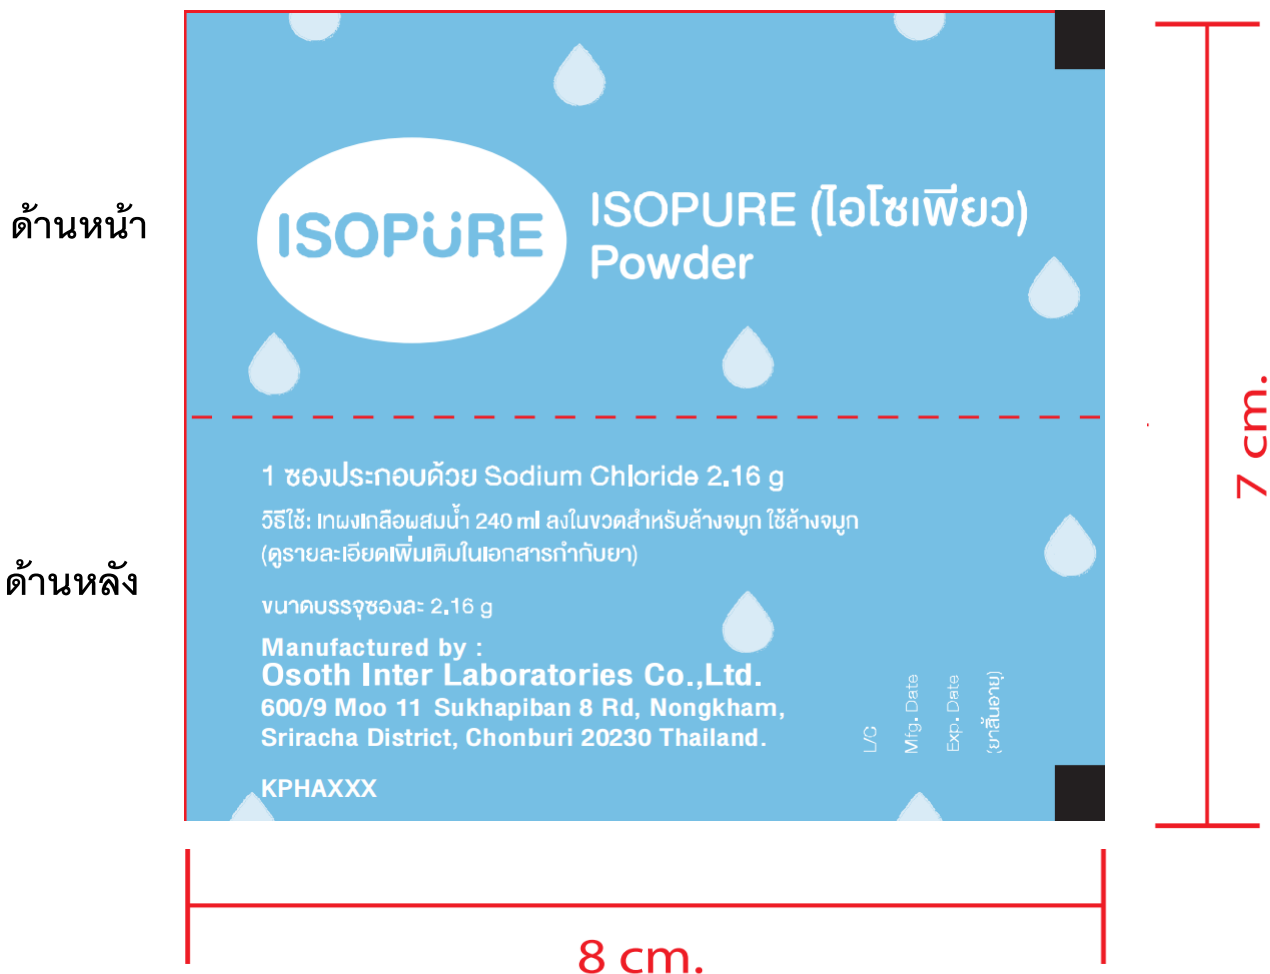 ด้านหน้า
ISOPURE
ISOPURE (ไอโซเพียว)
Powder
7 cm.
ด้านหลัง
1 ซองประกอบด้วย Sodium Chloride 2.16 g
วิธีใช้: เทผงเกลือผสมน้ำ 240 ml ลงในขวดสำหรับล้างจมูก ใช้ล้างจมูก
(ดูรายละเอียดเพิ่มเติมในเอกสารกำกับยา)
ขนาดบรรจุซองละ 2.16 g
Manufactured by :
Osoth Inter Laboratories Co.,Ltd.
600/9 Moo 11 Sukhapiban 8 Rd, Nongkham,
Sriracha District, Chonburi 20230 Thailand.
KPHAXXX
L/C
Mfg. Date
Exp. Date
(ยาสิ้นอายุ)
8 cm.